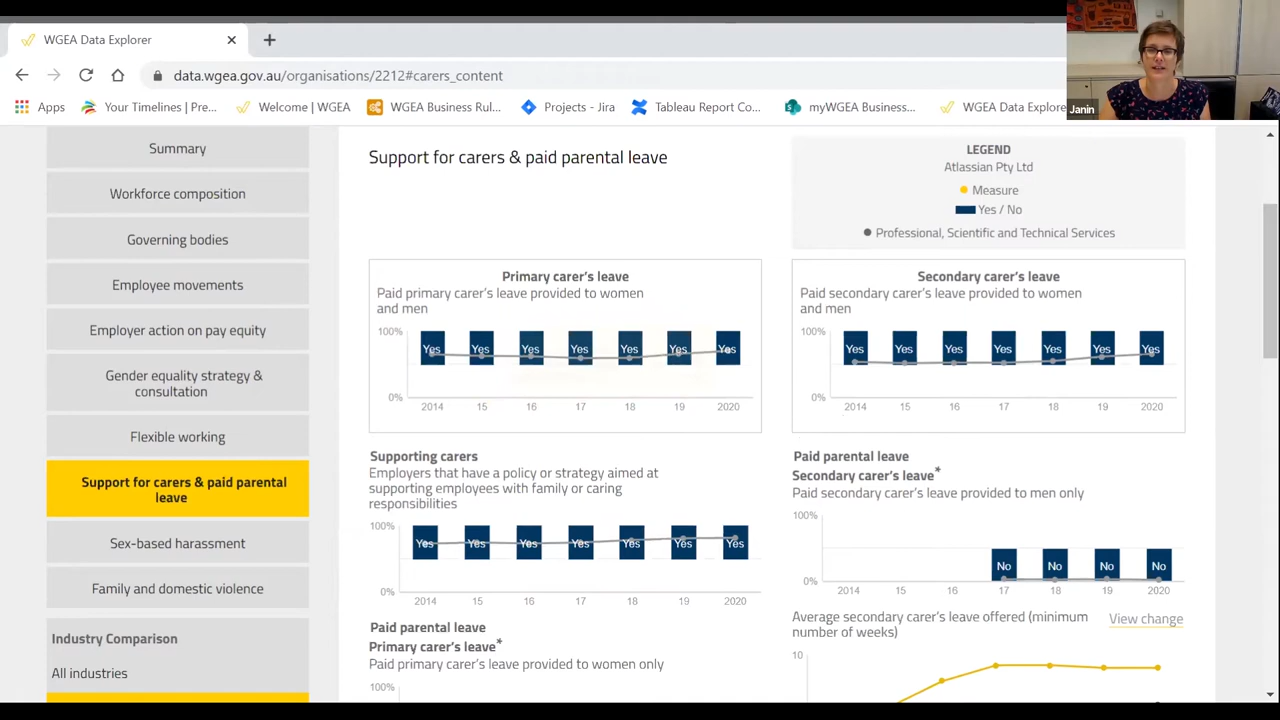 WGEA Data Explorer
data.wgea.gov.au/organisations/2212#carers_content
Apps
Your Timelines | Pre...
Welcome | WGEA
WGEA Business Rul...
Projects - Jira
Tableau Report Co...
myWGEA Business...
WGEA Data Explore
Janin
Summary
Workforce composition
Governing bodies
Employee movements
Employer action on pay equity
Gender equality strategy &
consultation
Flexible working
Support for carers & paid parental
leave
Sex-based harassment
Family and domestic violence
Industry Comparison
All industries
Support for carers & paid parental leave
LEGEND
Atlassian Pty Ltd
Measure
Yes / No
Professional, Scientific and Technical Services
Primary carer's leave
Paid primary carer's leave provided to women
and men
100%
Yes Yes Yes Yes Yes Yes Yes
0%
2014 15 16 17 18 19 2020
Secondary carer's leave
Paid secondary carer's leave provided to women
and men
100%
Yes Yes Yes Yes Yes Yes Yes
0%
2014 15 16 17 18 19 2020
Supporting carers
Employers that have a policy or strategy aimed at
supporting employees with family or caring
responsibilities
100%
Yes Yes Yes Yes Yes Yes Yes
0%
2014 15 16 17 18 19 2020
Paid parental leave
Secondary carer's leave*
Paid secondary carer's leave provided to men only
100%
No No No No
0%
2014 15 16 17 18 19 2020
Paid parental leave
Primary carer's leave*
Paid primary carer's leave provided to women only
100%
Average secondary carer's leave offered (minimum
number of weeks)
View change
10